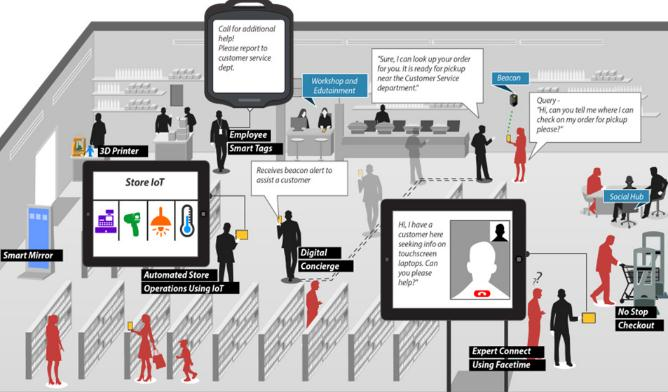 Call for additional
help!
Please report to
customer service
dept.
"Sure, I can look up your order
for you. It is ready for pickup
near the Customer Service
department."
Workshop and
Edutainment
Beacon
Query -
"Hi, can you tell me where I can
check on my order for pickup
please?"
Employee
Smart Tags
3D Printer
Receives beacon alert to
assist a customer
Store IoT
Social Hub
Hi, I have a
customer here
seeking info on
touchscreen
laptops. Can
you please
help?"
Smart Mirror
Digital
Concierge
Automated Store
Operations Using IoT
??
No Stop
Checkout
Expert Connect
Using Facetime